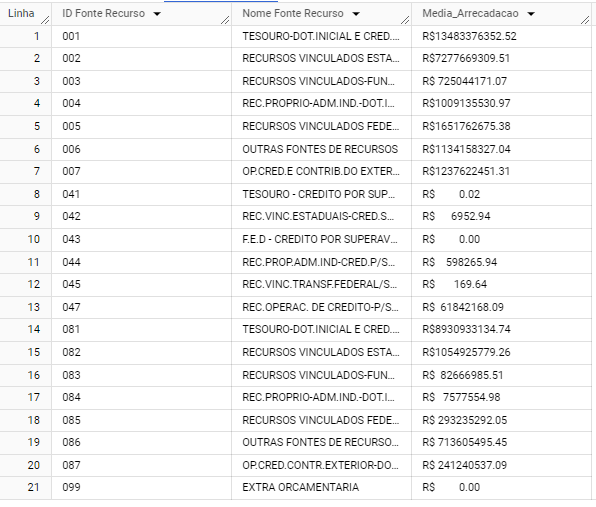 Linha ID Fonte Recurso Nome Fonte Recurso Media_Arrecadacao
1 001 TESOURO-DOT.INICIAL E CRED.... R$13483376352.52
2 002 RECURSOS VINCULADOS ESTA... R$7277669309.51
3 003 RECURSOS VINCULADOS-FUN... R$ 725044171.07
4 004 REC.PROPRIO-ADM.IND.-DOT.I... R$1009135530.97
5 005 RECURSOS VINCULADOS FEDE... R$1651762675.38
6 006 OUTRAS FONTES DE RECURSOS R$1134158327.04
7 007 OP.CRED.E CONTRIB.DO EXTER... R$1237622451.31
8 041 TESOURO - CREDITO POR SUP... R$ 0.02
9 042 REC.VINC.ESTADUAIS-CRED.S... R$ 6952.94
10 043 F.E.D - CREDITO POR SUPERAV... R$ 0.00
11 044 REC.PROP.ADM.IND-CRED.P/S... R$ 598265.94
12 045 REC.VINC.TRANSF.FEDERAL/S... R$ 169.64
13 047 REC.OPERAC. DE CREDITO-P/S... R$ 61842168.09
14 081 TESOURO-DOT.INICIAL E CRED.... R$8930933134.74
15 082 RECURSOS VINCULADOS ESTA... R$1054925779.26
16 083 RECURSOS VINCULADOS-FUN... R$ 82666985.51
17 084 REC.PROPRIO-ADM.IND.-DOT.I... R$ 7577554.98
18 085 RECURSOS VINCULADOS FEDE... R$ 293235292.05
19 086 OUTRAS FONTES DE RECURSO... R$ 713605495.45
20 087 OP.CRED.CONTR.EXTERIOR-DO... R$ 241240537.09
21 099 EXTRA ORCAMENTARIA R$ 0.00